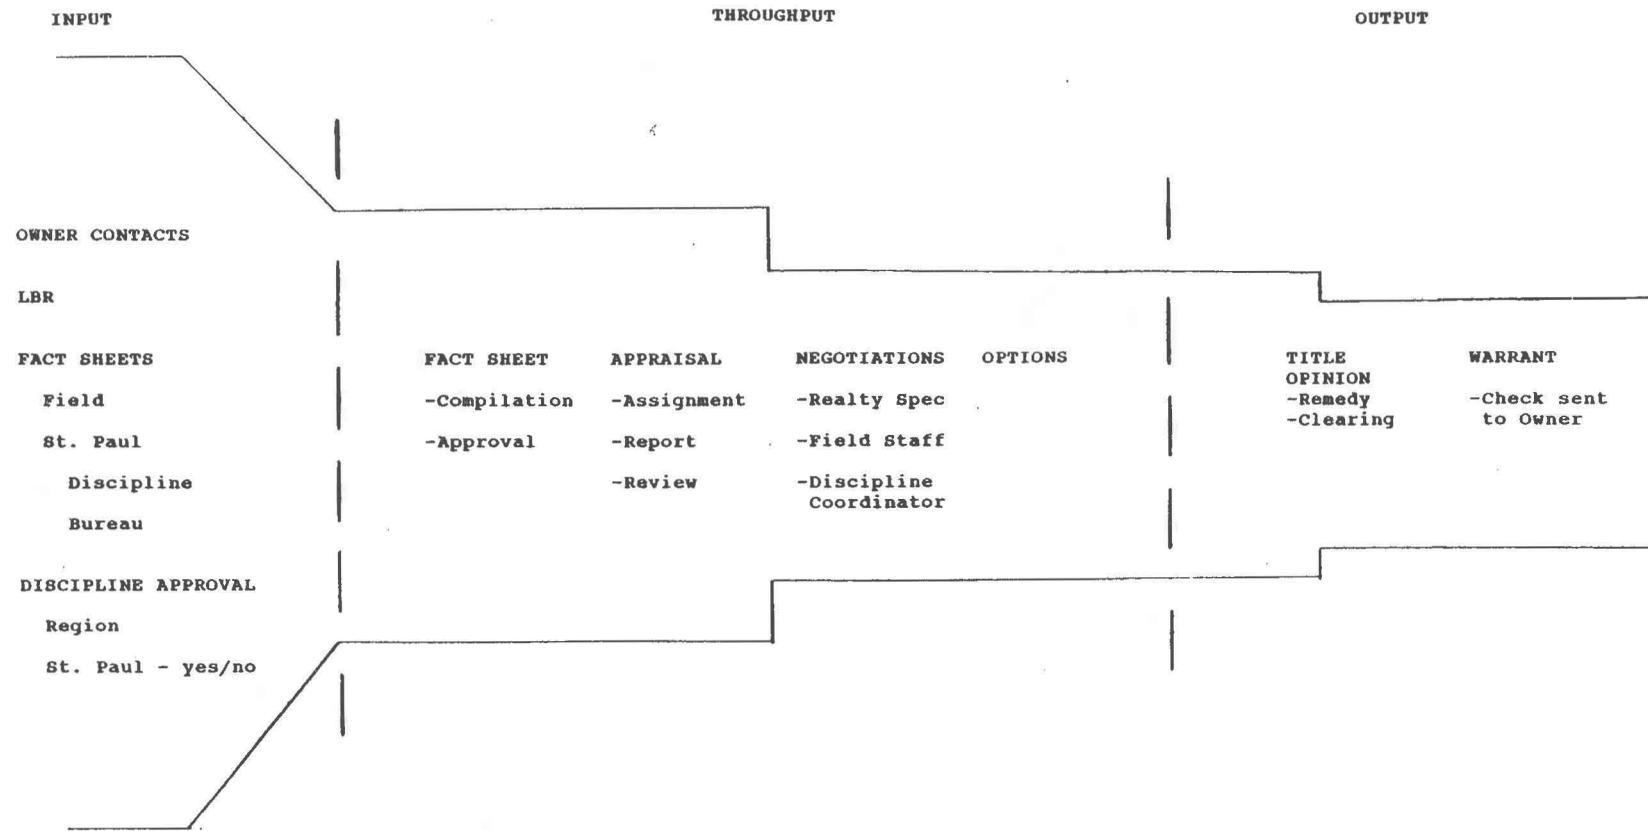 INPUT
THROUGHPUT
OUTPUT
OWNER CONTACTS
LBR
FACT SHEETS
Field
St. Paul
Discipline
Bureau
DISCIPLINE APPROVAL
Region
St. Paul - yes/no
FACT SHEET
-Compilation
-Approval
APPRAISAL
-Assignment
-Report
-Review
NEGOTIATIONS
-Realty Spec
-Field Staff
-Discipline
Coordinator
OPTIONS
TITLE
OPINION
-Remedy
-Clearing
WARRANT
-Check sent
to Owner